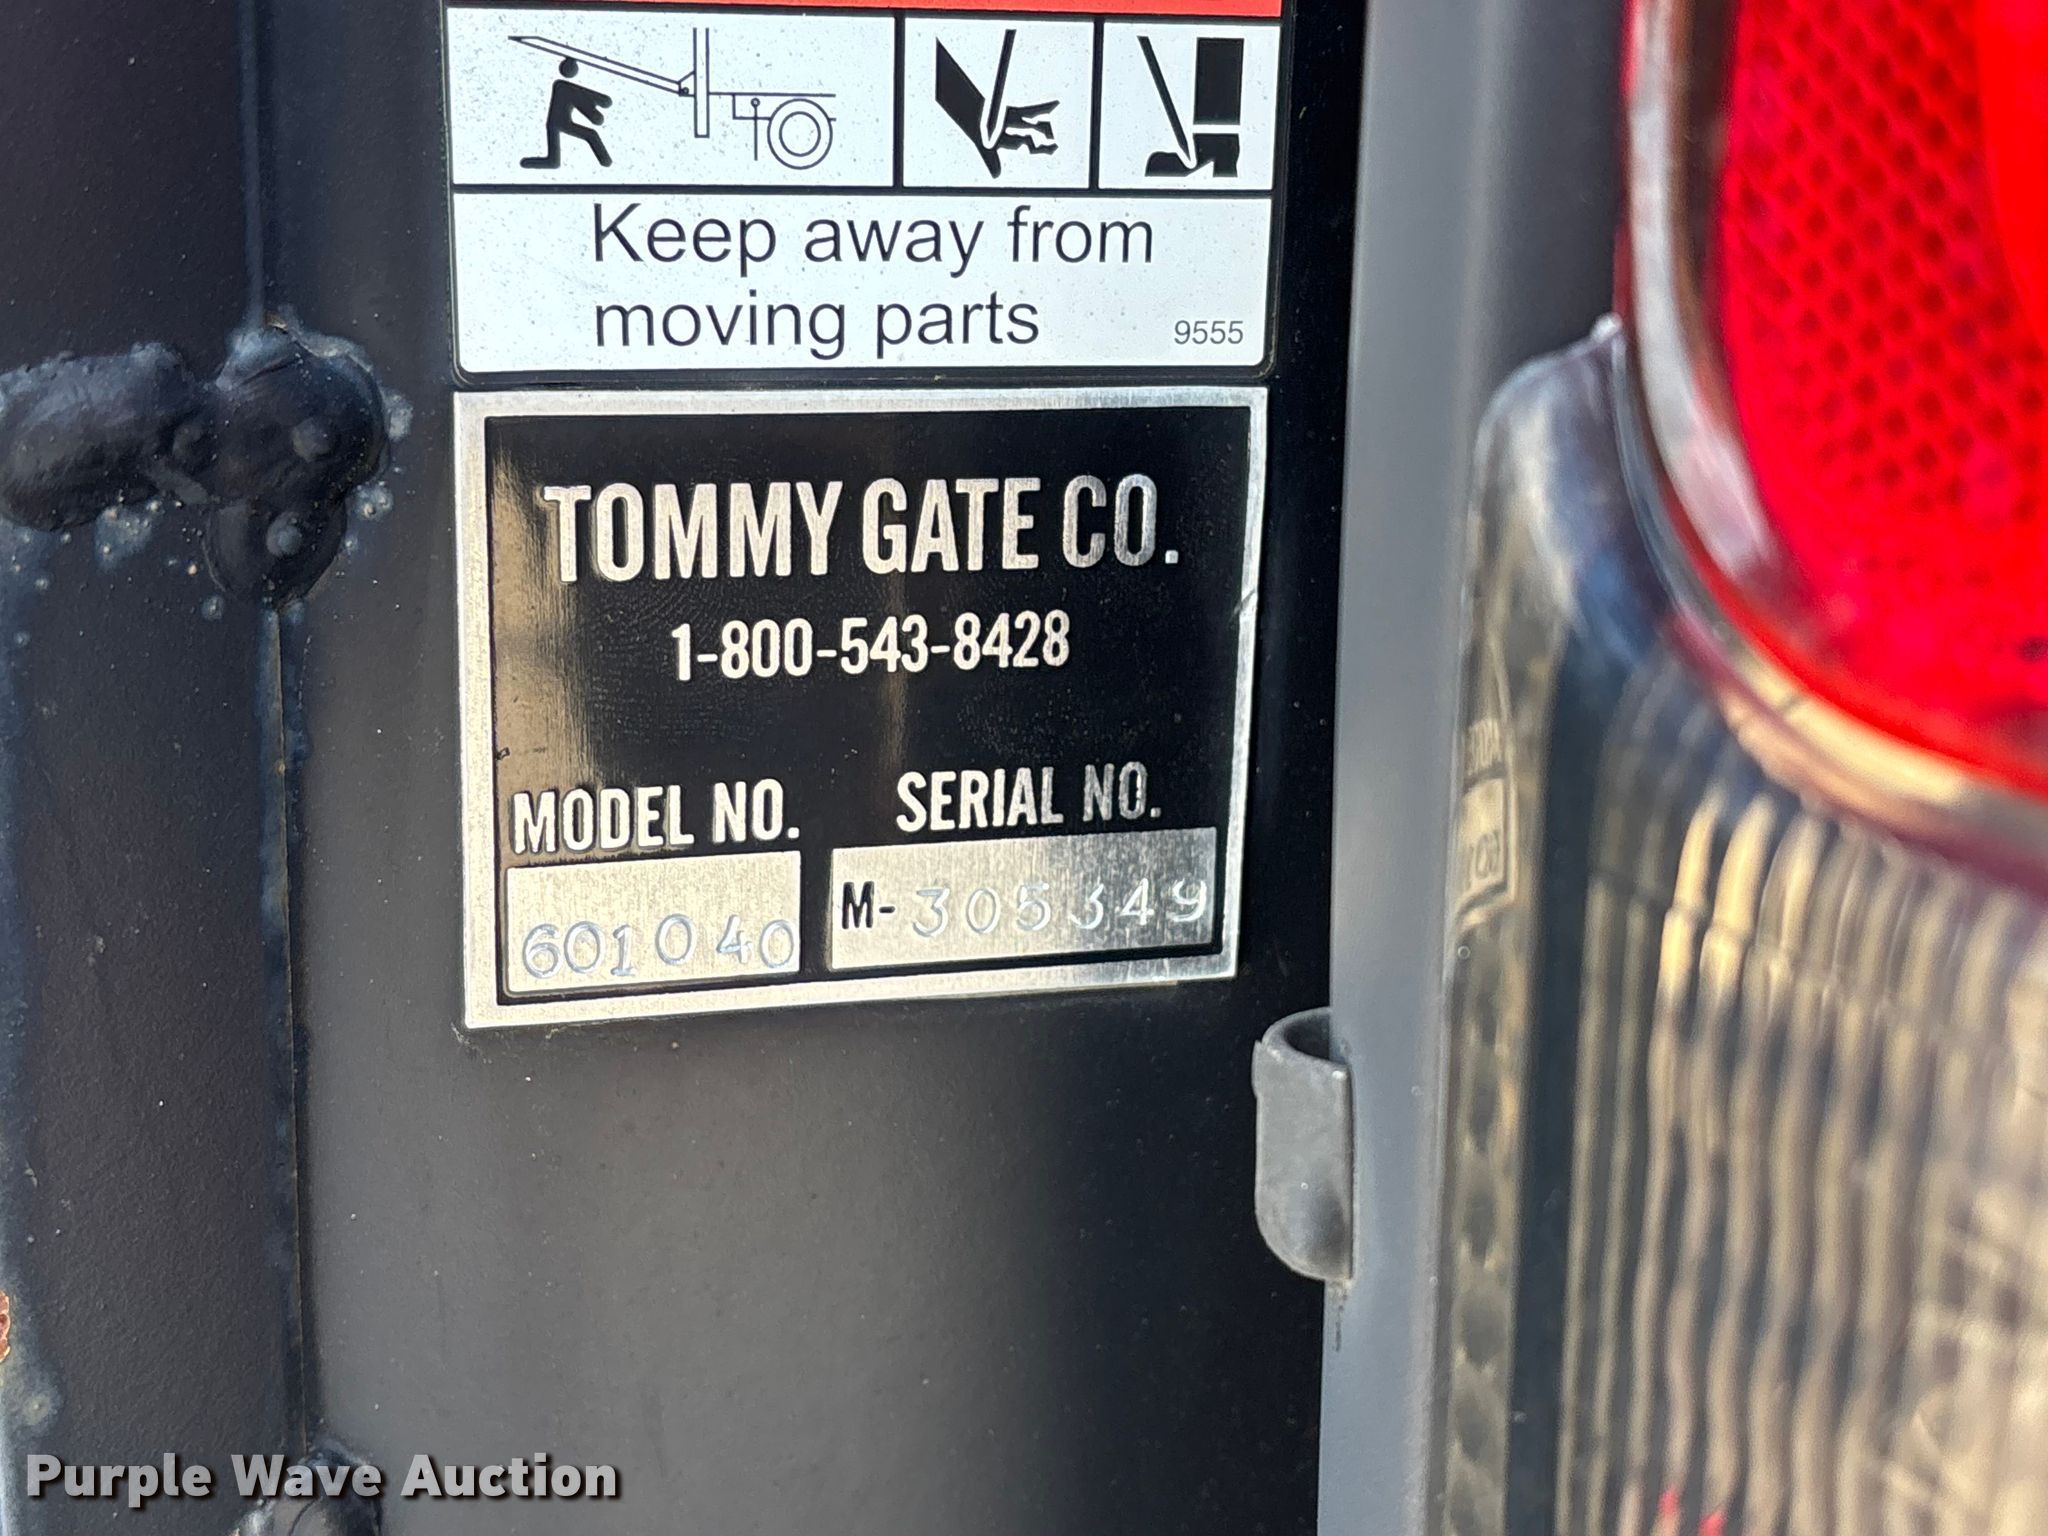 Keep away from
moving parts
9555
TOMMY GATE CO.
1-800-543-8428
MODEL NO. SERIAL NO.
601040 M-305349
Purple Wave Auction